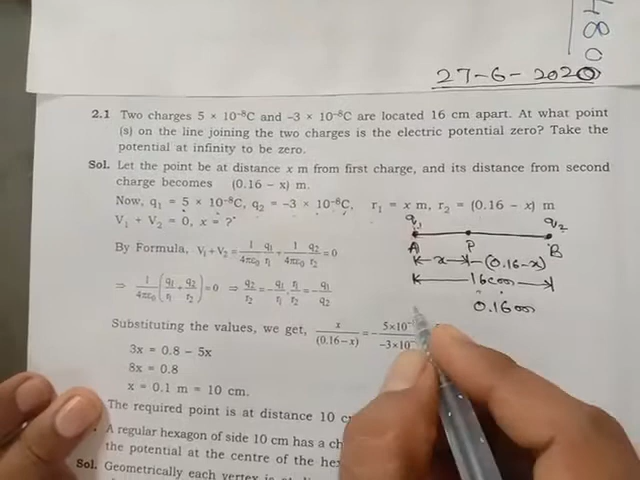 480
27-6-2020
2.1 Two charges 5 × 10⁻⁸C and –3 × 10⁻⁸C are located 16 cm apart. At what point
(s) on the line joining the two charges is the electric potential zero? Take the
potential at infinity to be zero.
Sol. Let the point be at distance x m from first charge, and its distance from second
charge becomes (0.16 – x) m.
Now, q₁ = 5 × 10⁻⁸C, q₂ = –3 × 10⁻⁸C, r₁ = x m, r₂ = (0.16 – x) m
V₁ + V₂ = 0, x = ?
q₁ q₂
A P B
x (0.16-x)
16cm
0.16m
By Formula, V₁+V₂ = 1/4πε₀ q₁/r₁ + 1/4πε₀ q₂/r₂ = 0
⇒ 1/4πε₀ (q₁/r₁ + q₂/r₂) = 0 ⇒ q₂/r₂ = -q₁/r₁, r₁/r₂ = -q₁/q₂
Substituting the values, we get, x/(0.16–x) = - 5×10⁻/–3×10⁻
3x = 0.8 – 5x
8x = 0.8
x = 0.1 m = 10 cm.
The required point is at distance 10
A regular hexagon of side 10 cm has a
the potential at the centre of the
Sol. Geometrically each vertex is